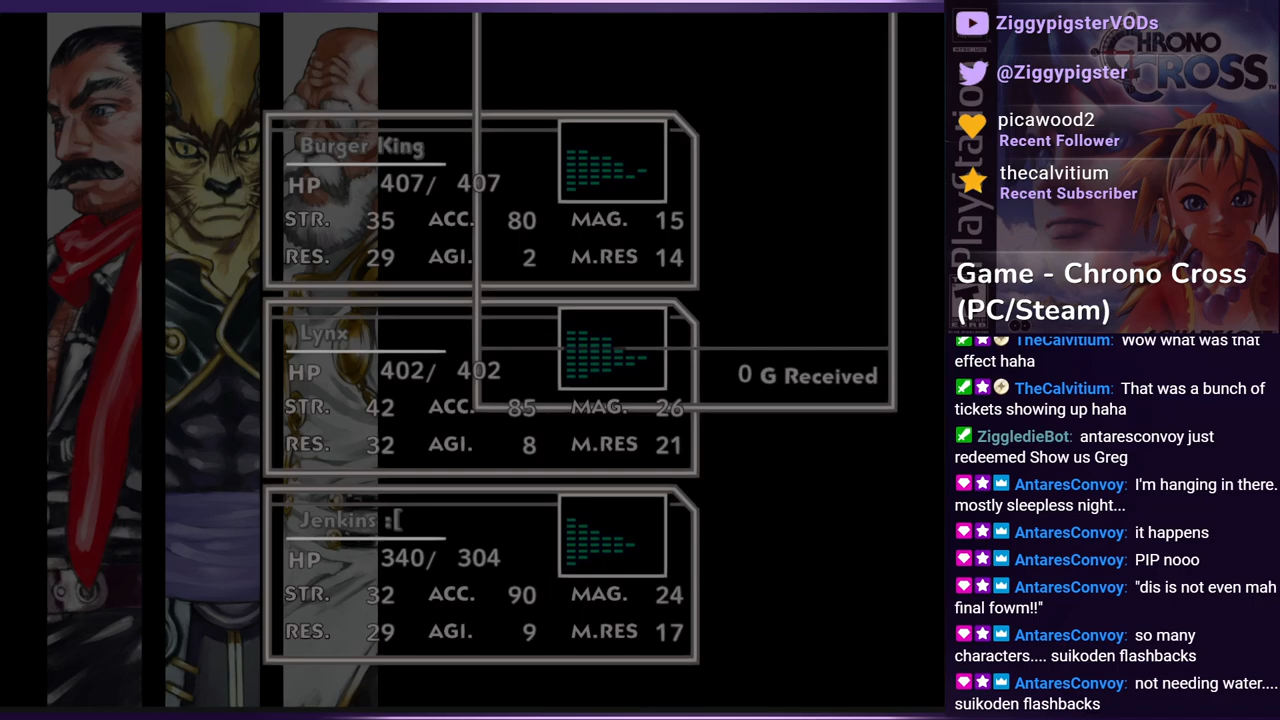 Burger King
HP 407/ 407
STR. 35 ACC. 80 MAG. 15
RES. 29 AGI. 2 M.RES 14
Lynx
HP 402/ 402
STR. 42 ACC. 85 MAG. 26
RES. 32 AGI. 8 M.RES 21
0 G Received
Jenkins :[
HP 340/ 304
STR. 32 ACC. 90 MAG. 24
RES. 29 AGI. 9 M.RES 17
ZiggypigsterVODs
@Ziggypigster
picawood2
Recent Follower
thecalvitium
Recent Subscriber
PlayStation
CHRONO
CROSS
Game - Chrono Cross
(PC/Steam)
TheCalvitium: Wow what was that
effect haha
TheCalvitium: That was a bunch of
tickets showing up haha
ZiggledieBot: antaresconvoy just
redeemed Show us Greg
AntaresConvoy: I'm hanging in there.
mostly sleepless night...
AntaresConvoy: it happens
AntaresConvoy: PIP nooo
AntaresConvoy: "dis is not even mah
final fowm!!"
AntaresConvoy: so many
characters.... suikoden flashbacks
AntaresConvoy: not needing water....
suikoden flashbacks